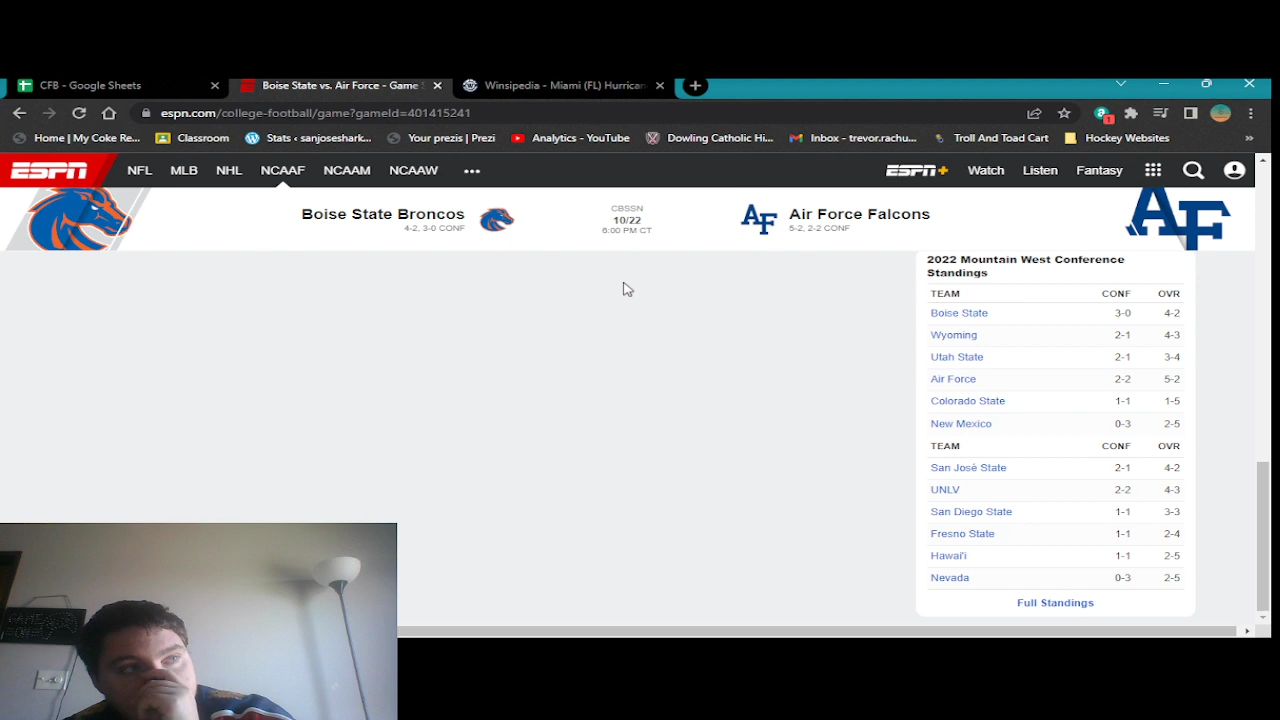 CFB - Google Sheets
Boise State vs. Air Force - Game
Winsipedia - Miami (FL) Hurrican
espn.com/college-football/game?gameId=401415241
Home | My Coke Re...
Classroom
Stats ‹ sanjoseshark...
Your prezis | Prezi
Analytics - YouTube
Dowling Catholic Hi...
Inbox - trevor.rachu...
Troll And Toad Cart
Hockey Websites
»
ESPN
NFL
MLB
NHL
NCAAF
NCAAM
NCAAW
ESPN+
Watch
Listen
Fantasy
Boise State Broncos
4-2, 3-0 CONF
CBSSN
10/22
6:00 PM CT
AF
Air Force Falcons
5-2, 2-2 CONF
AF
2022 Mountain West Conference
Standings
TEAM CONF OVR
Boise State 3-0 4-2
Wyoming 2-1 4-3
Utah State 2-1 3-4
Air Force 2-2 5-2
Colorado State 1-1 1-5
New Mexico 0-3 2-5
TEAM CONF OVR
San José State 2-1 4-2
UNLV 2-2 4-3
San Diego State 1-1 3-3
Fresno State 1-1 2-4
Hawai'i 1-1 2-5
Nevada 0-3 2-5
Full Standings